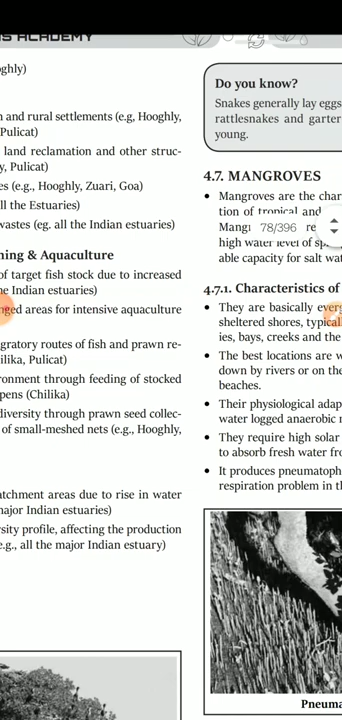 ACADEMY
ghly)
n and rural settlements (e.g, Hooghly,
Pulicat)
land reclamation and other struc-
y, Pulicat)
es (e.g., Hooghly, Zuari, Goa)
all the Estuaries)
wastes (eg. all the Indian estuaries)
ning & Aquaculture
of target fish stock due to increased
he Indian estuaries)
nged areas for intensive aquaculture
gratory routes of fish and prawn re-
hilika, Pulicat)
ronment through feeding of stocked
pens (Chilika)
diversity through prawn seed collec-
of small-meshed nets (e.g., Hooghly,
atchment areas due to rise in water
major Indian estuaries)
rsity profile, affecting the production
e.g., all the major Indian estuary)
Do you know?
Snakes generally lay eggs
rattlesnakes and garter
young.
4.7. MANGROVES
• Mangroves are the char
tion of tropical and
Mangr re
high water level of sp
able capacity for salt wat
78/396
4.7.1. Characteristics of
• They are basically everg
sheltered shores, typical
ies, bays, creeks and the
• The best locations are w
down by rivers or on the
beaches.
• Their physiological adap
water logged anaerobic m
• They require high solar
to absorb fresh water fro
• It produces pneumatoph
respiration problem in th
Pneuma